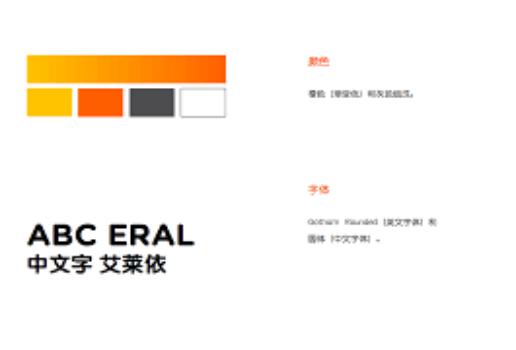 颜色
橙色（渐变色）和灰色组成。
ABC ERAL
中文字 艾莱依
字体
Gotham Rounded（英文字体）和
圆体（中文字体）。